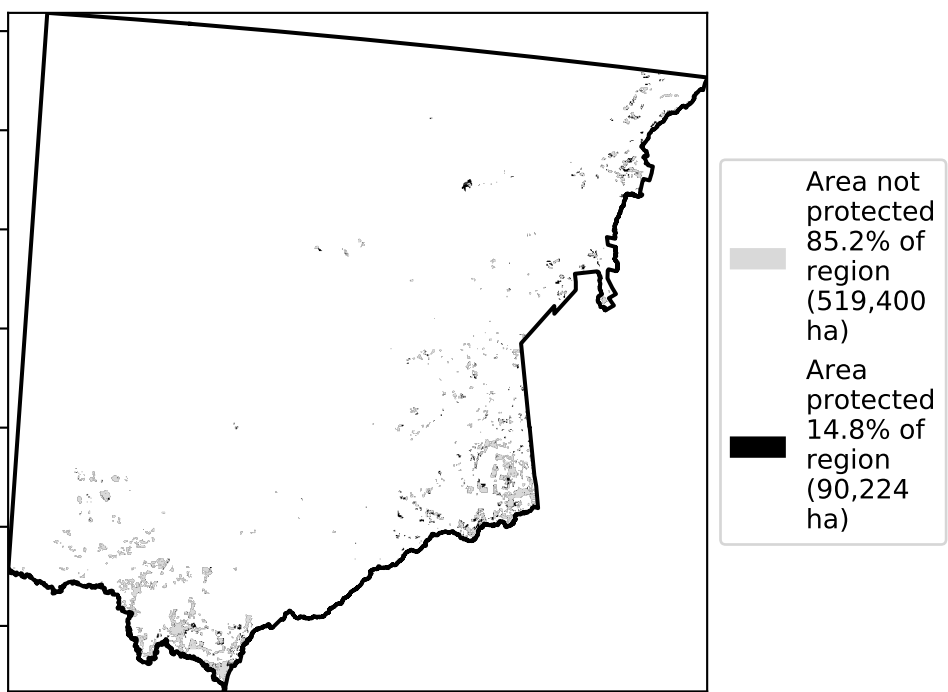 Area not
protected
85.2% of
region
(519,400
ha)
Area
protected
14.8% of
region
(90,224
ha)